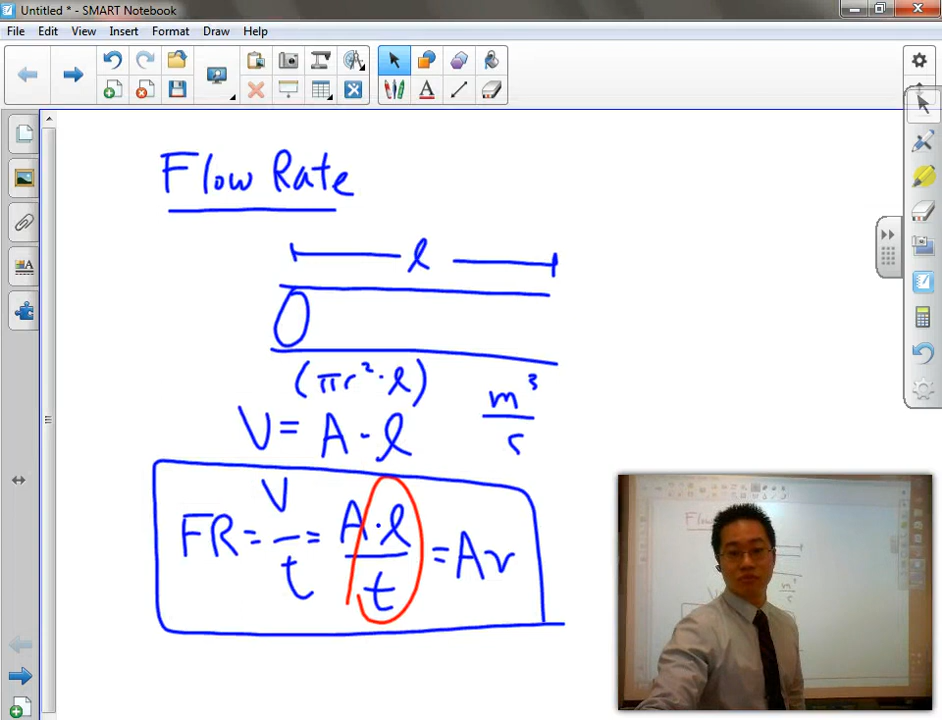 Untitled * - SMART Notebook
File Edit View Insert Format Draw Help
Flow Rate
l
(πr²·l)
m³/s
V = A·l
FR = V/t = A·l/t = Av